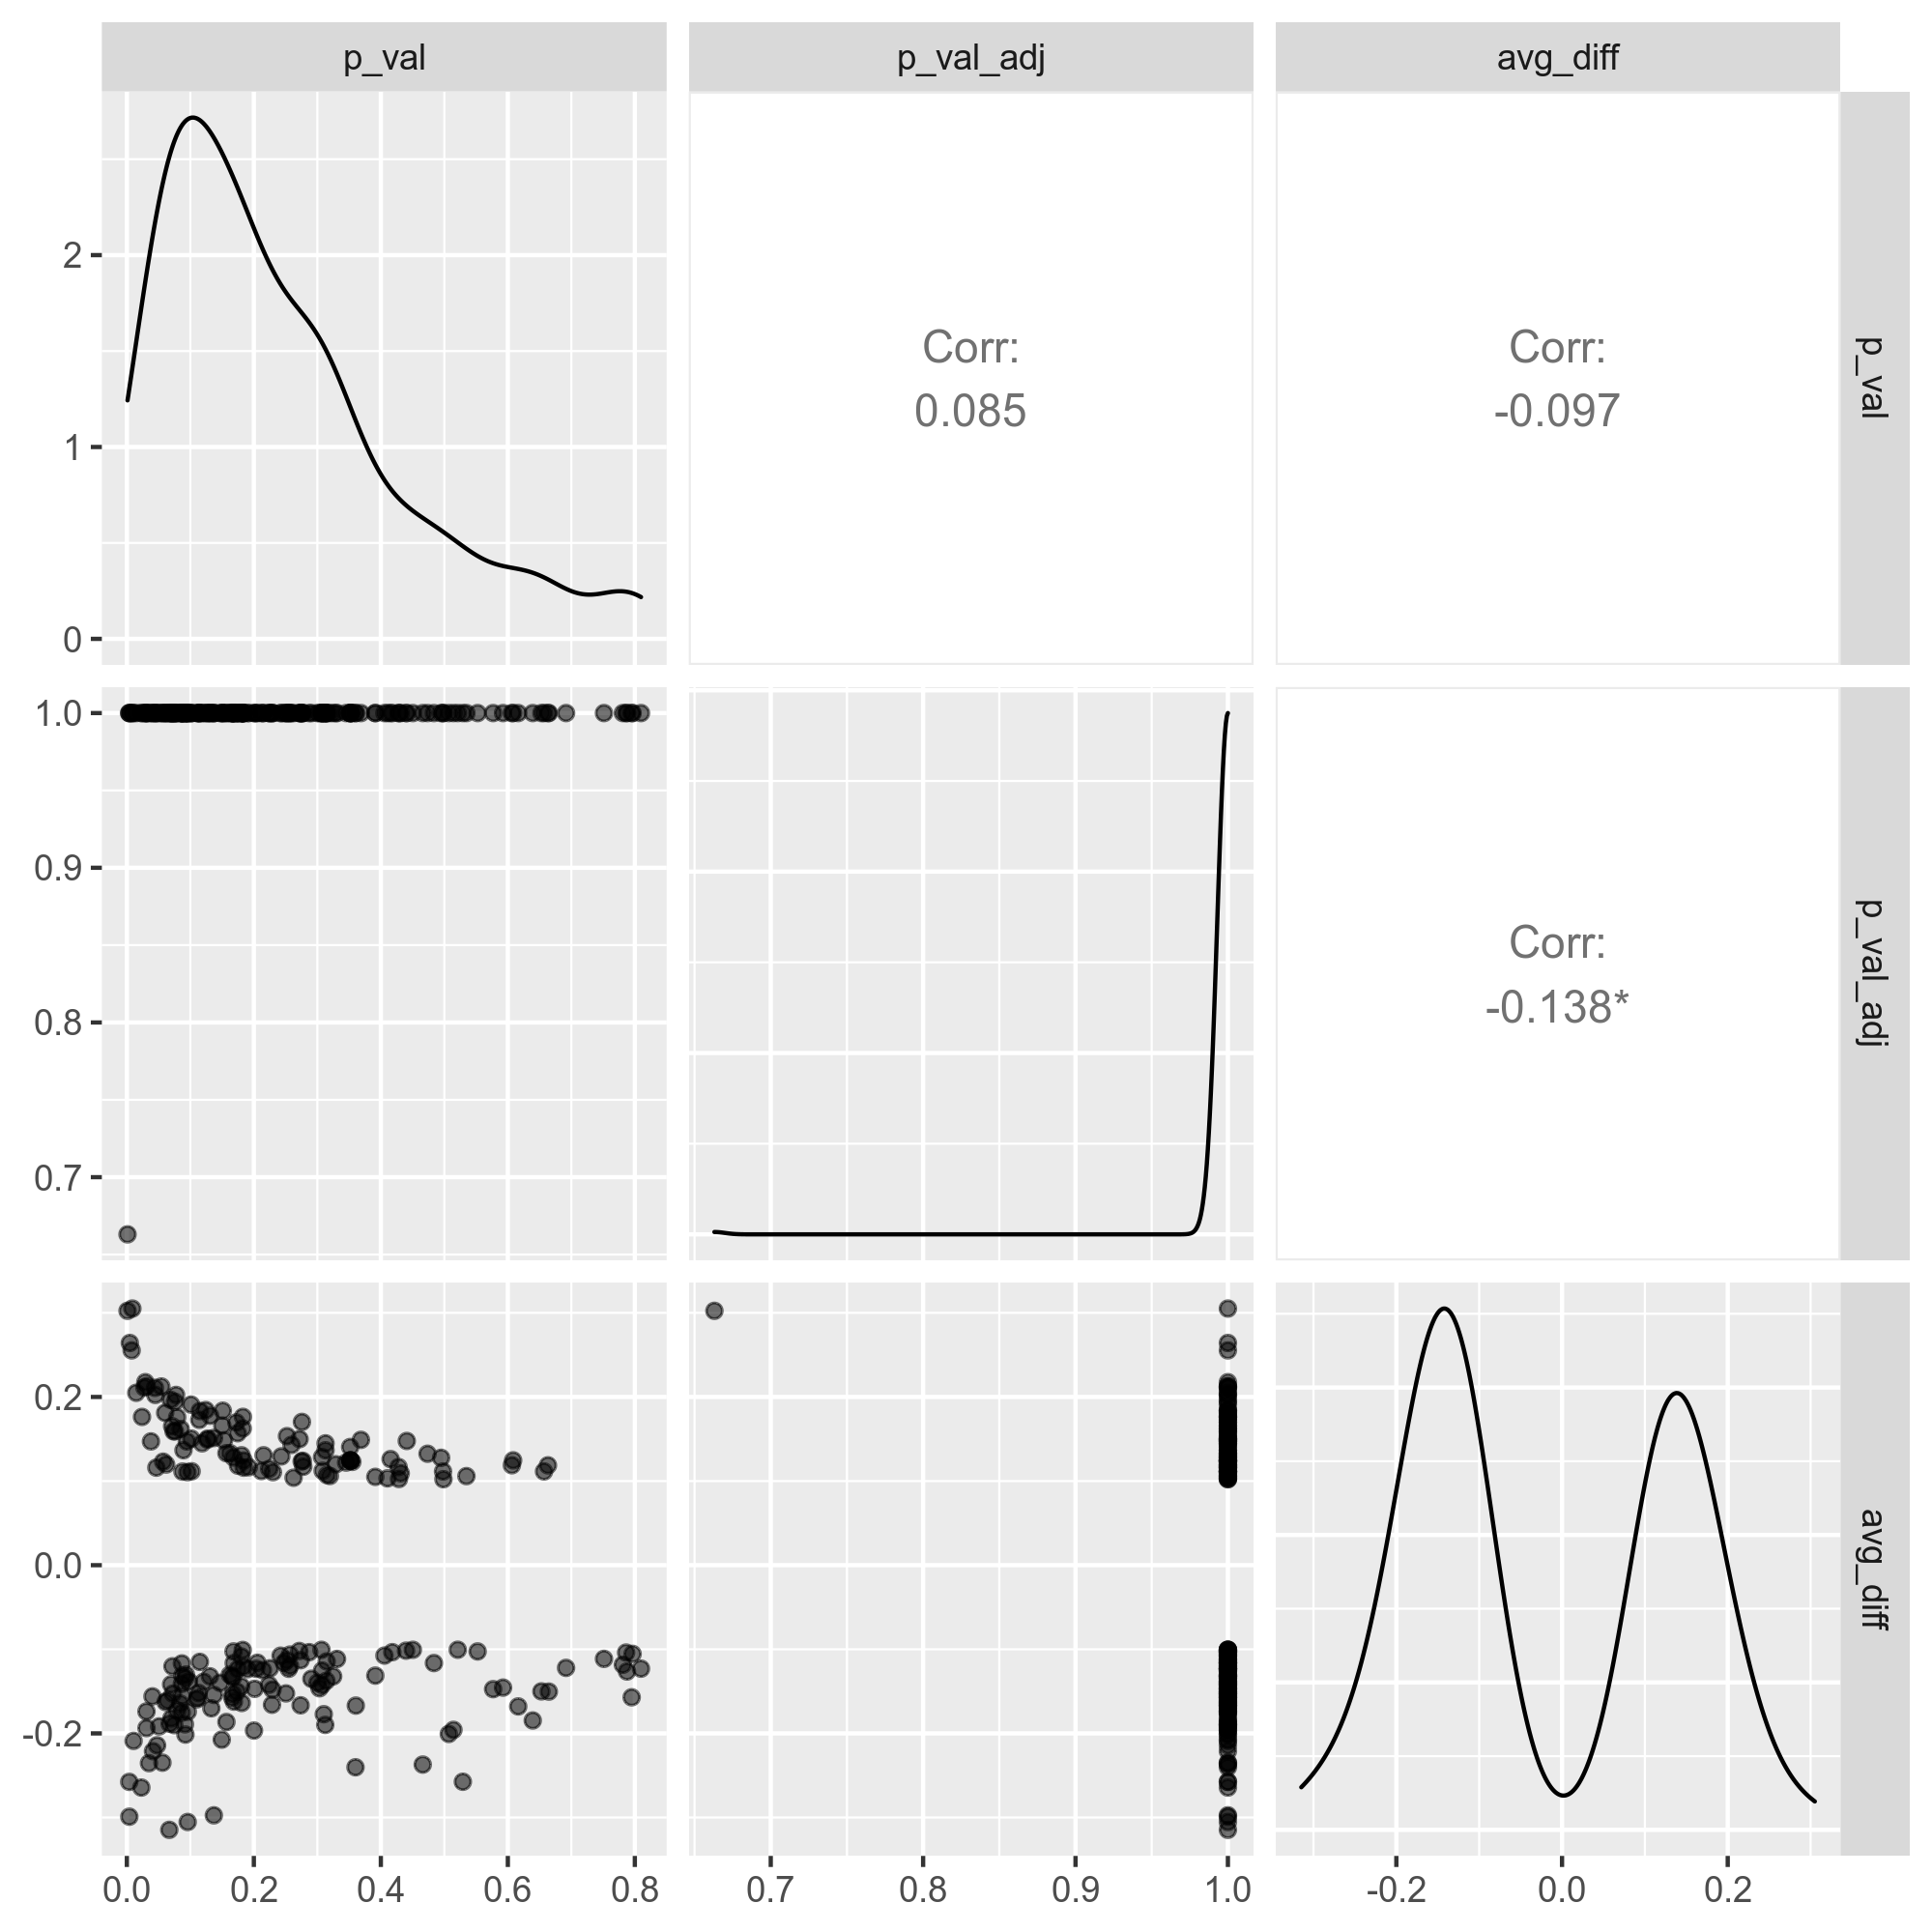 p_val p_val_adj avg_diff
2
1
0
Corr:
0.085
Corr:
-0.097
p_val
1.0
0.9
0.8
0.7
Corr:
-0.138*
p_val_adj
0.2
0.0
-0.2
avg_diff
0.0 0.2 0.4 0.6 0.8 0.7 0.8 0.9 1.0 -0.2 0.0 0.2